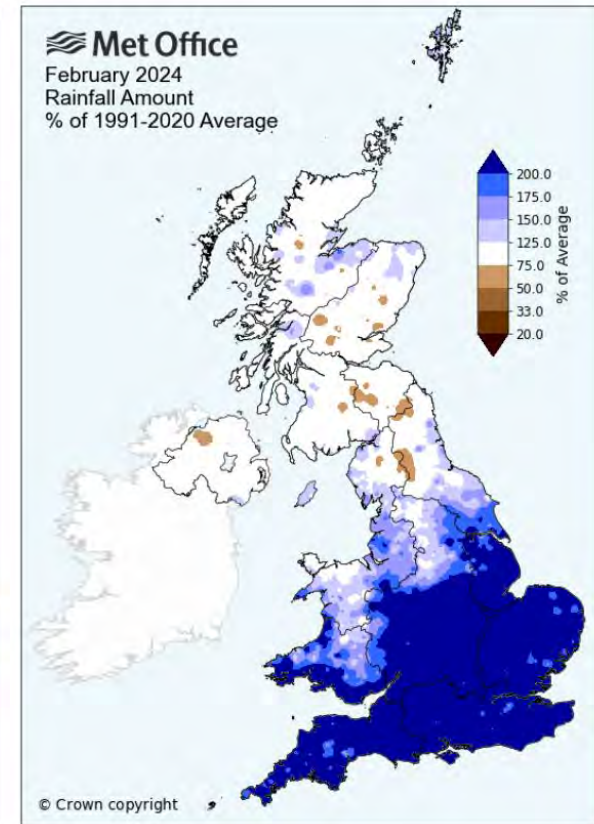 Met Office
February 2024
Rainfall Amount
% of 1991-2020 Average
200.0
175.0
150.0
125.0
75.0
50.0
33.0
20.0
% of Average
© Crown copyright